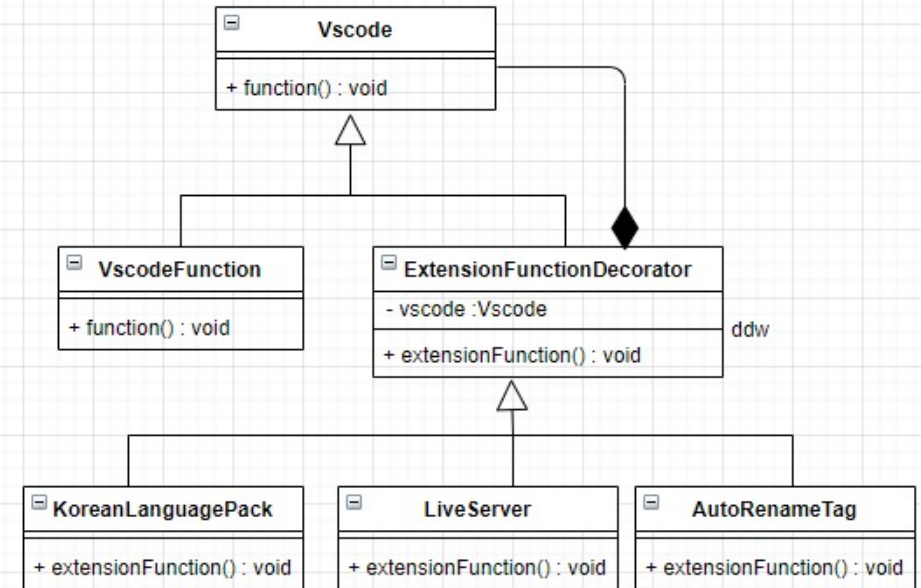 Vscode
+ function() : void
VscodeFunction
+ function() : void
ExtensionFunctionDecorator
- vscode :Vscode
+ extensionFunction() : void
ddw
KoreanLanguagePack
+ extensionFunction() : void
LiveServer
+ extensionFunction() : void
AutoRenameTag
+ extensionFunction() : void